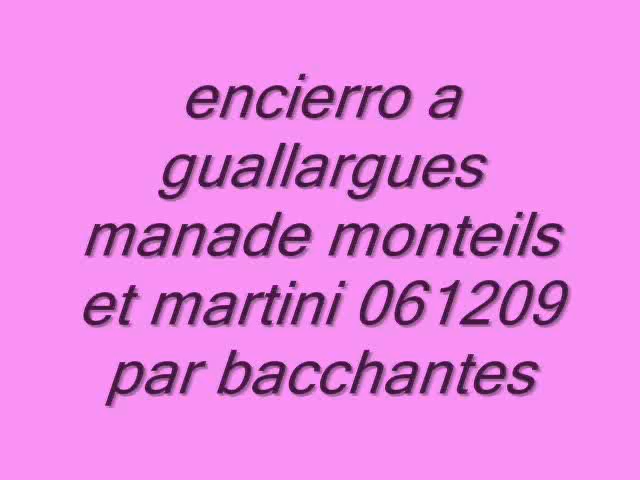 encierro a
guallargues
manade monteils
et martini 061209
par bacchantes